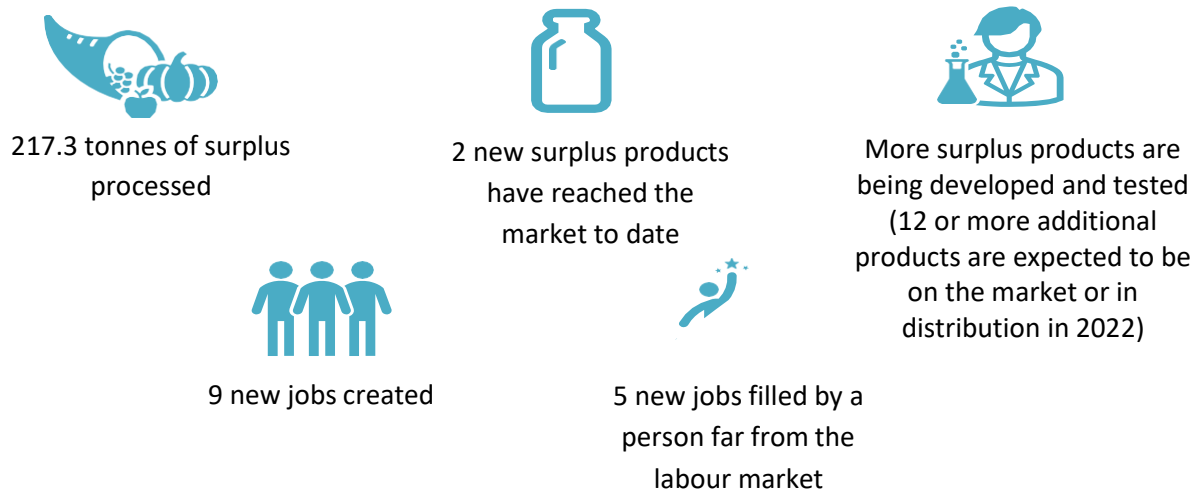 217.3 tonnes of surplus
processed
2 new surplus products
have reached the
market to date
More surplus products are
being developed and tested
(12 or more additional
products are expected to be
on the market or in
distribution in 2022)
9 new jobs created
5 new jobs filled by a
person far from the
labour market